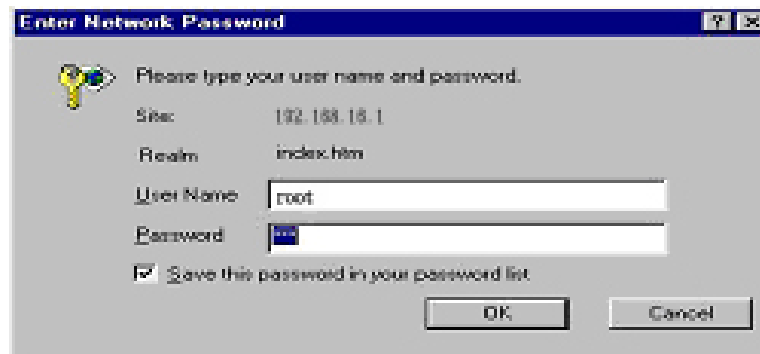 Enter Network Password
Please type your user name and password.
Site: 192.168.16.1
Realm index.htm
User Name root
Password ***
Save this password in your password list
OK Cancel